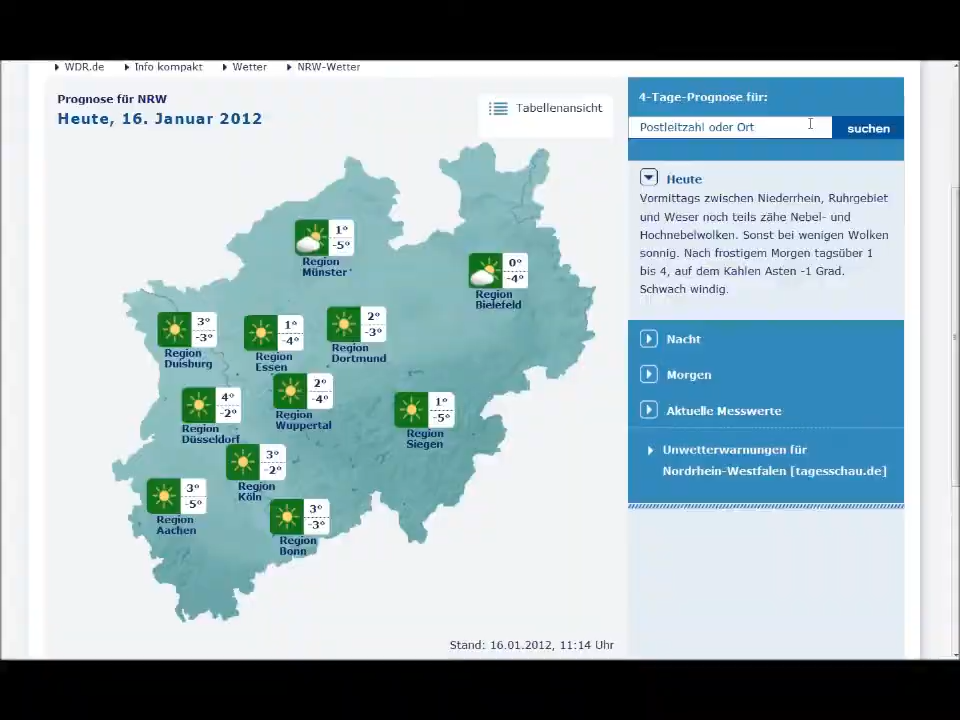 WDR.de Info kompakt Wetter NRW-Wetter
Prognose für NRW
Heute, 16. Januar 2012
Tabellenansicht
1°
-5°
Region
Münster
0°
-4°
Region
Bielefeld
3°
-3°
Region
Duisburg
1°
-4°
Region
Essen
2°
-3°
Region
Dortmund
4°
-2°
Region
Düsseldorf
2°
-4°
Region
Wuppertal
1°
-5°
Region
Siegen
3°
-2°
Region
Köln
3°
-5°
Region
Aachen
3°
-3°
Region
Bonn
Stand: 16.01.2012, 11:14 Uhr
4-Tage-Prognose für:
Postleitzahl oder Ort suchen
Heute
Vormittags zwischen Niederrhein, Ruhrgebiet
und Weser noch teils zähe Nebel- und
Hochnebelwolken. Sonst bei wenigen Wolken
sonnig. Nach frostigem Morgen tagsüber 1
bis 4, auf dem Kahlen Asten -1 Grad.
Schwach windig.
Nacht
Morgen
Aktuelle Messwerte
Unwetterwarnungen für
Nordrhein-Westfalen [tagesschau.de]